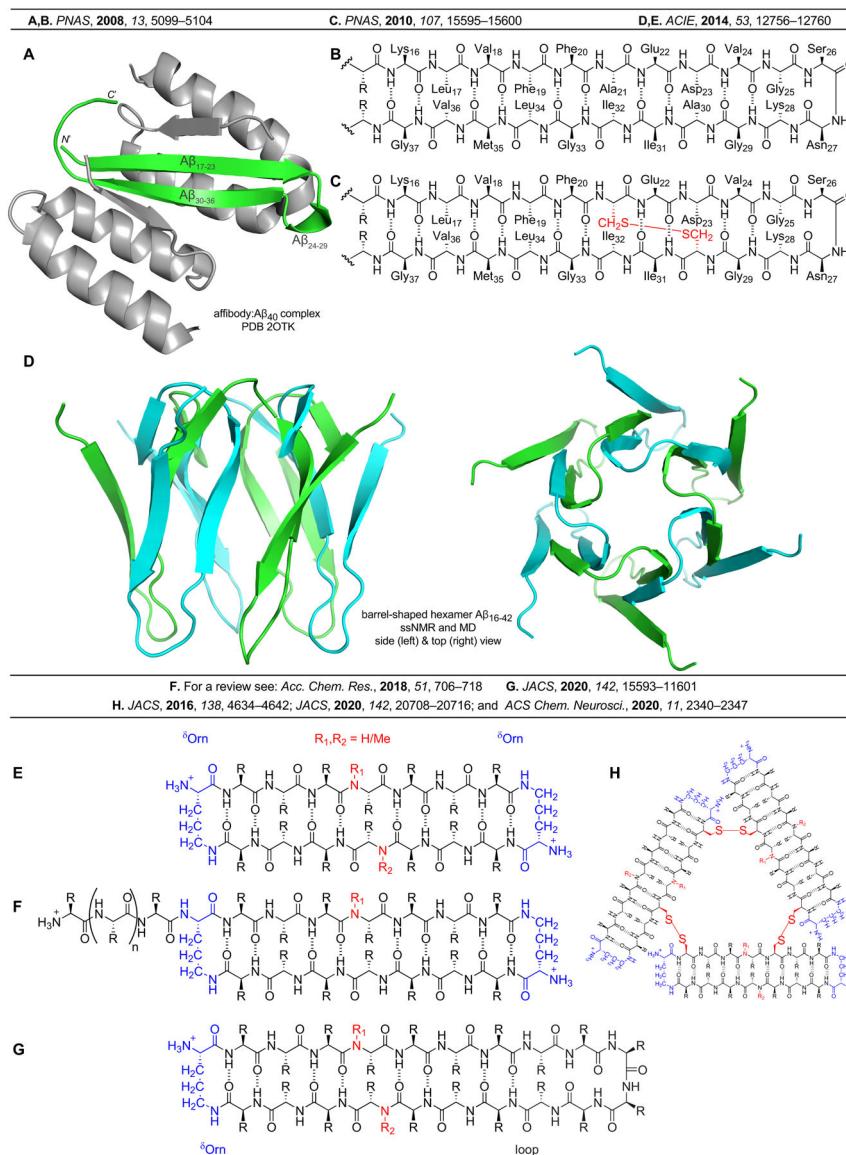 A,B. PNAS, 2008, 13, 5099–5104 C. PNAS, 2010, 107, 15595–15600 D,E. ACIE, 2014, 53, 12756–12760
A
C'
N'
Aβ17-23
Aβ30-36
Aβ24-29
affibody:Aβ40 complex
PDB 2OTK
B
Lys16 Val18 Phe20 Glu22 Val24 Ser26
Leu17 Phe19 Ala21 Asp23 Gly25
Val36 Leu34 Ile32 Ala30 Lys28
Gly37 Met35 Gly33 Ile31 Gly29 Asn27
C
Lys16 Val18 Phe20 Glu22 Val24 Ser26
Leu17 Phe19 CH2S Asp23 Gly25
Val36 Leu34 Ile32 SCH2 Lys28
Gly37 Met35 Gly33 Ile31 Gly29 Asn27
D
barrel-shaped hexamer Aβ16-42
ssNMR and MD
side (left) & top (right) view
F. For a review see: Acc. Chem. Res., 2018, 51, 706–718 G. JACS, 2020, 142, 15593–11601
H. JACS, 2016, 138, 4634–4642; JACS, 2020, 142, 20708–20716; and ACS Chem. Neurosci., 2020, 11, 2340–2347
δOrn R1,R2 = H/Me δOrn
E
H
F
n
G
δOrn loop